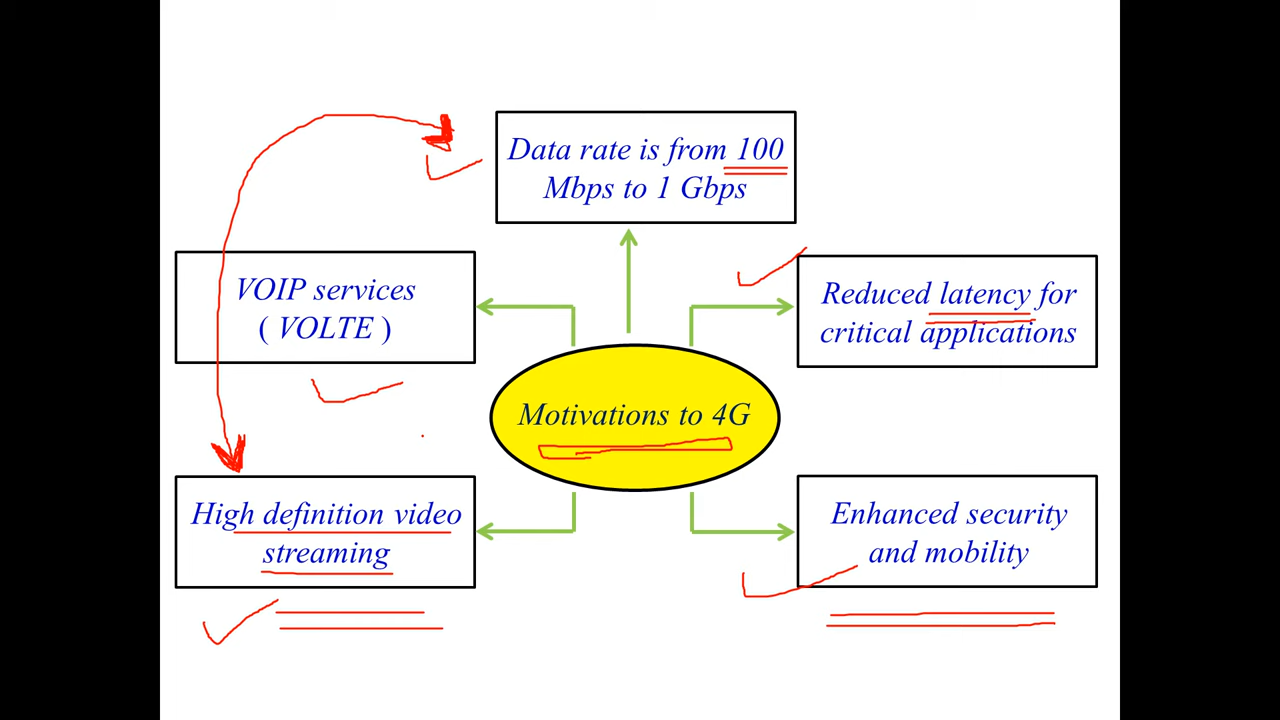 Data rate is from 100
Mbps to 1 Gbps
VOIP services
( VOLTE )
Reduced latency for
critical applications
Motivations to 4G
High definition video
streaming
Enhanced security
and mobility